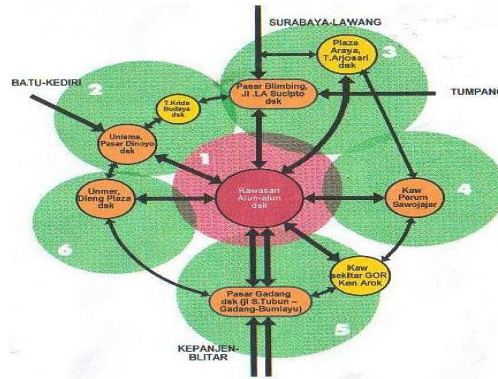 SURABAYA-LAWANG
Plaza
Araya,
T.Arjosari
dsk
3
BATU-KEDIRI
2
T.Krida
Budaya
dsk
Pasar Blimbing,
Jl .LA Sucipto
dsk
TUMPANG
Unisma,
Pasar Dinoyo
dsk
1
Kawasan
Alun-alun
dsk
Unmer,
Dieng Plaza
dsk
Kaw
Perum
Sawojajar
4
6
Kaw
sekitar GOR
Ken Arok
Pasar Gadang
dsk (jl S.Tubun –
Gadang-Bumiayu)
5
KEPANJEN-
BLITAR